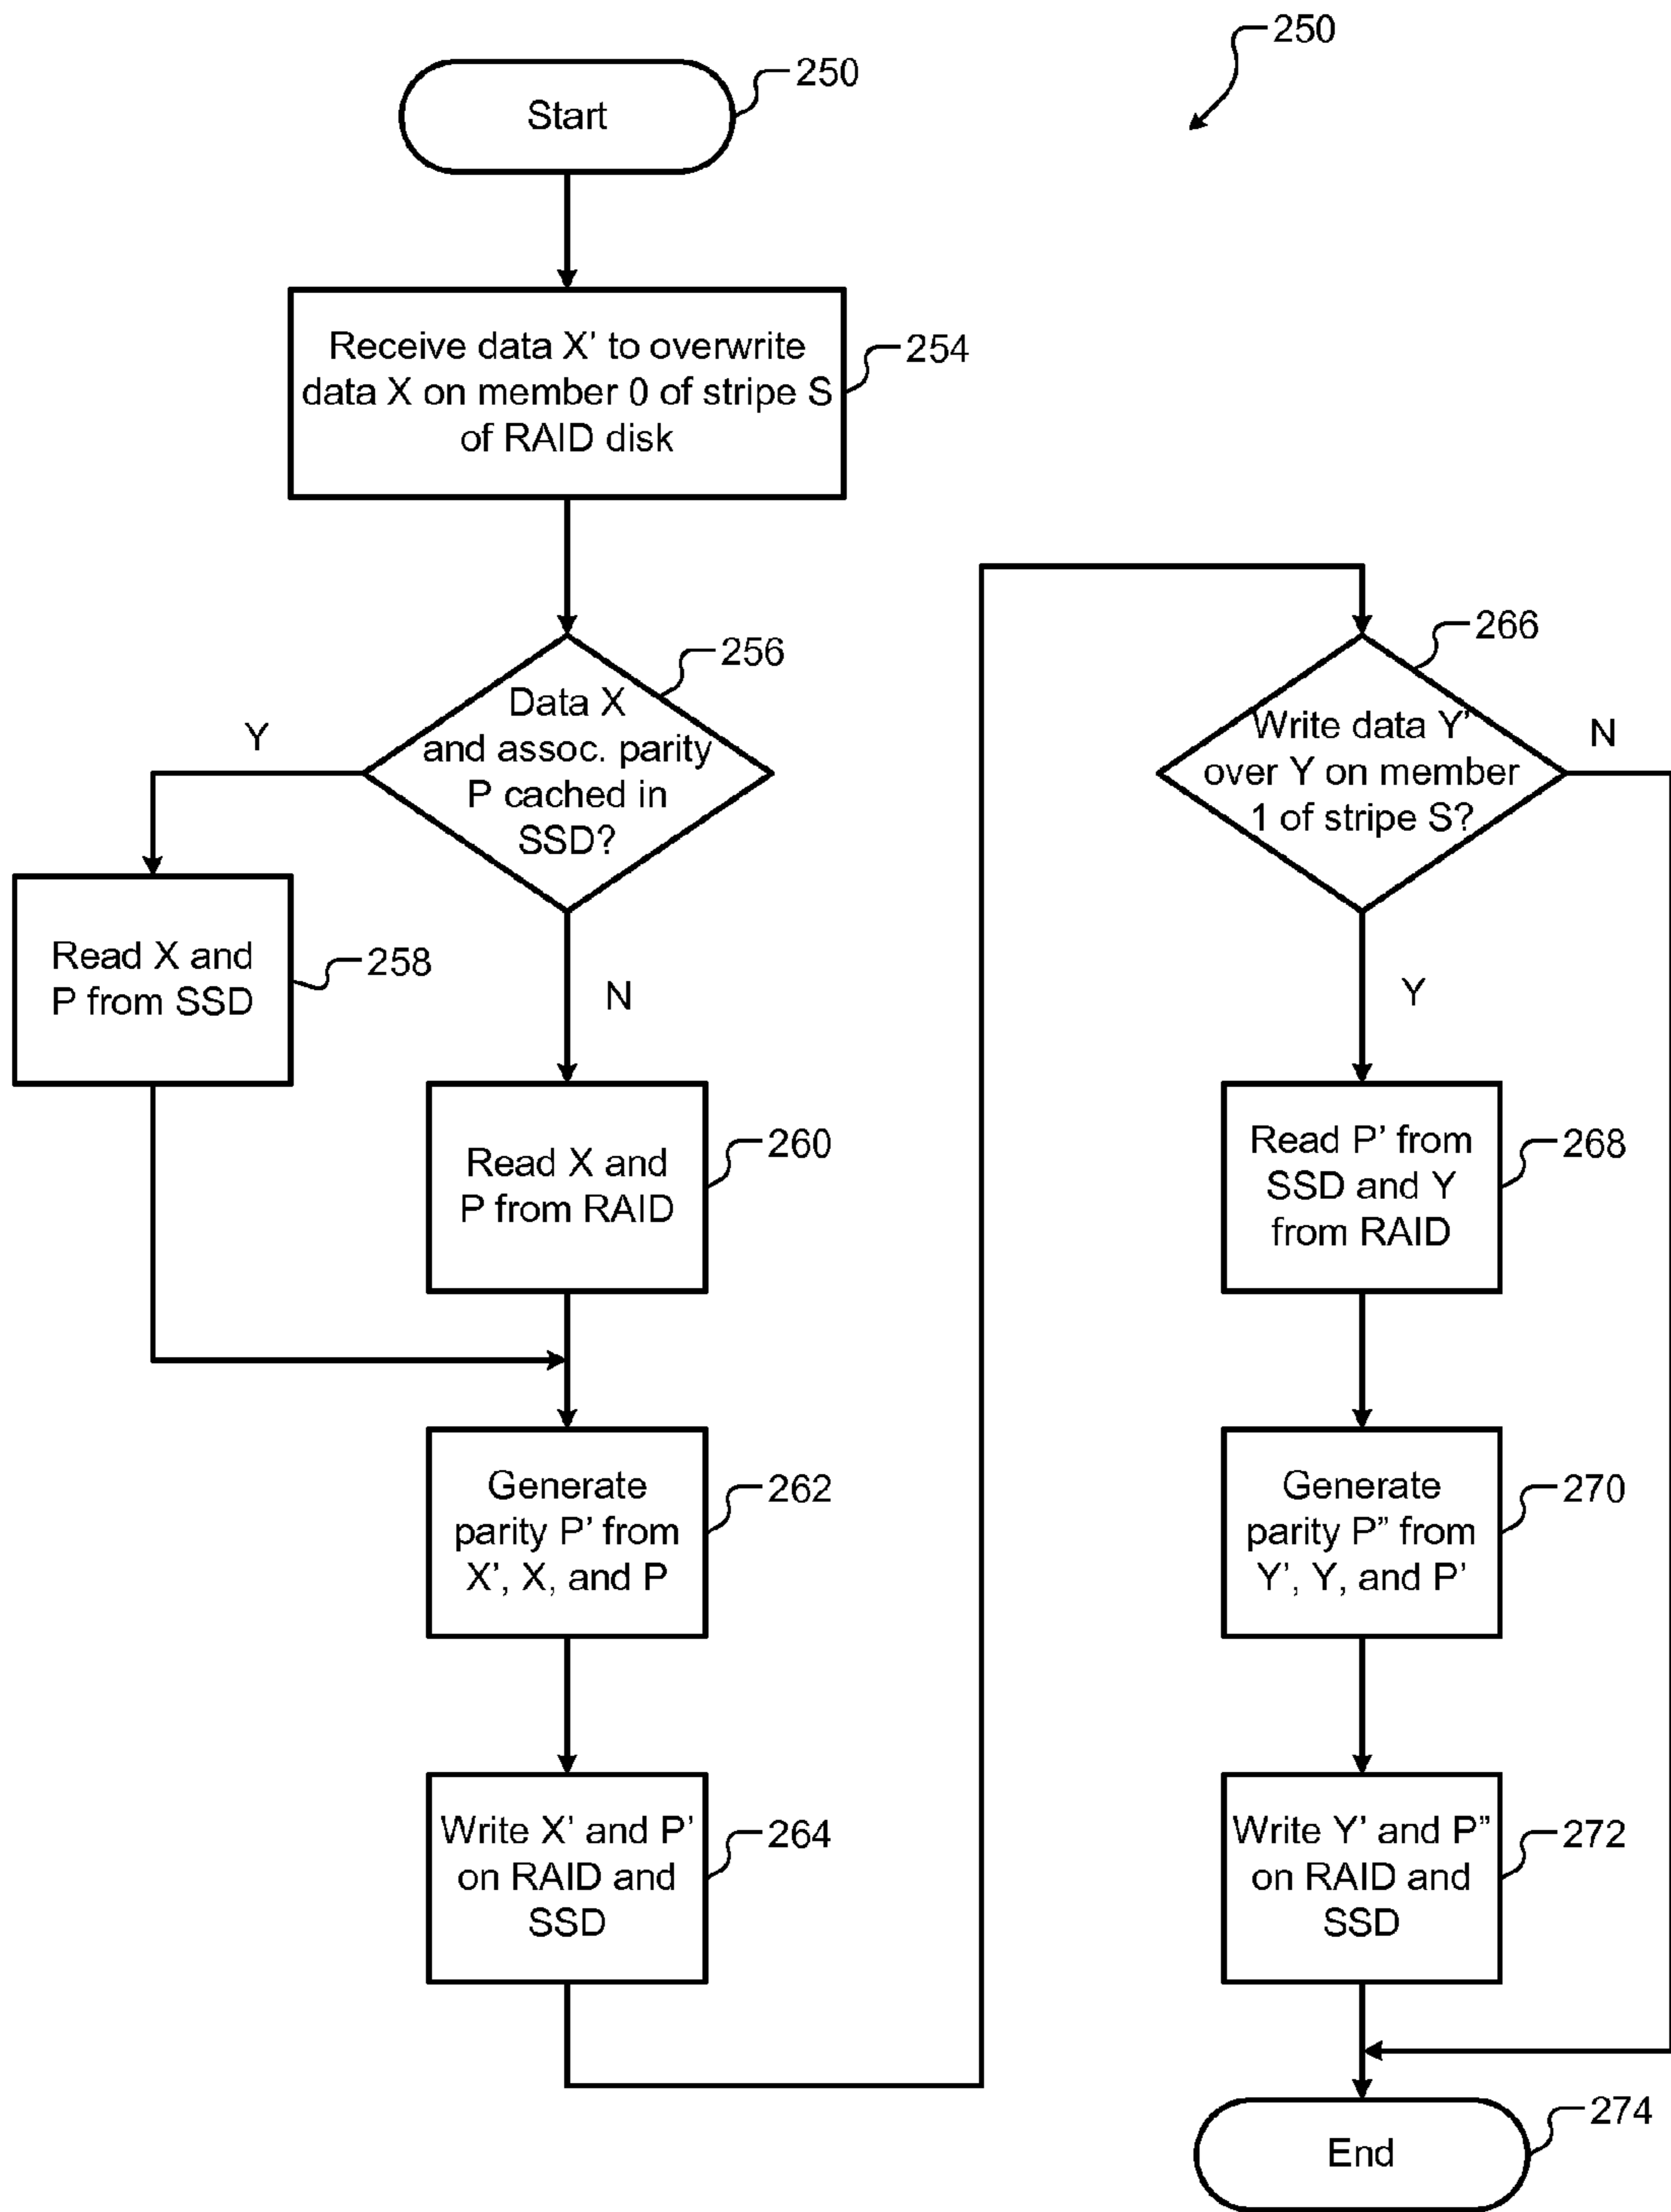 250
Start
250
Receive data X' to overwrite
data X on member 0 of stripe S
of RAID disk
254
Data X
and assoc. parity
P cached in
SSD?
256
Y
Read X and
P from SSD
258
N
Read X and
P from RAID
260
Generate
parity P' from
X', X, and P
262
Write X' and P'
on RAID and
SSD
264
Write data Y'
over Y on member
1 of stripe S?
266
N
Y
Read P' from
SSD and Y
from RAID
268
Generate
parity P" from
Y', Y, and P'
270
Write Y' and P"
on RAID and
SSD
272
End
274